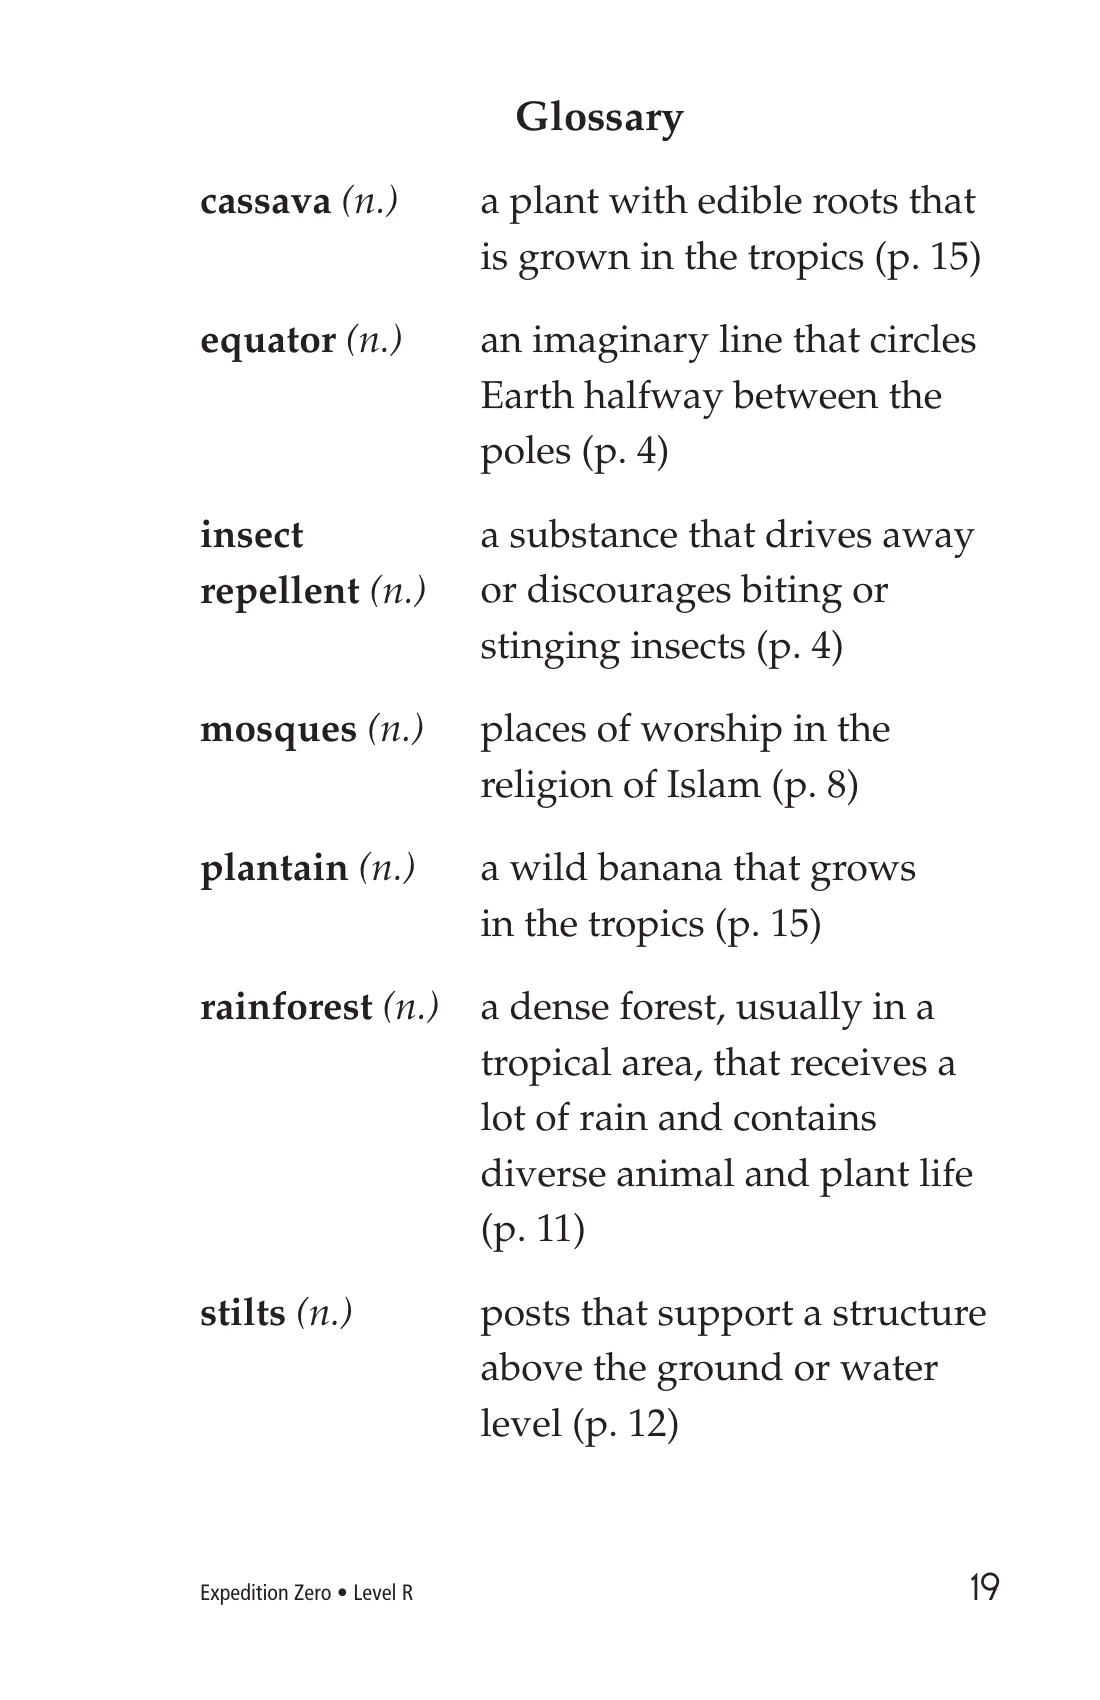 Glossary
cassava (n.) a plant with edible roots that
is grown in the tropics (p. 15)
equator (n.) an imaginary line that circles
Earth halfway between the
poles (p. 4)
insect a substance that drives away
repellent (n.) or discourages biting or
stinging insects (p. 4)
mosques (n.) places of worship in the
religion of Islam (p. 8)
plantain (n.) a wild banana that grows
in the tropics (p. 15)
rainforest (n.) a dense forest, usually in a
tropical area, that receives a
lot of rain and contains
diverse animal and plant life
(p. 11)
stilts (n.) posts that support a structure
above the ground or water
level (p. 12)
Expedition Zero • Level R 19